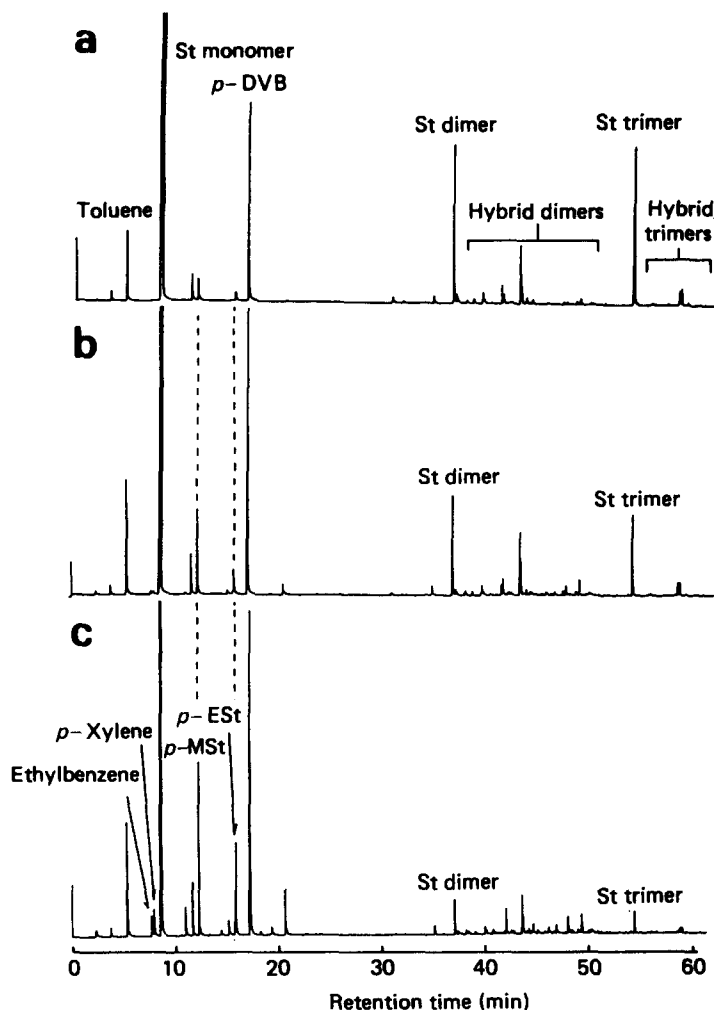 a
St monomer
p-DVB
St dimer
St trimer
Toluene
Hybrid dimers
Hybrid
trimers
b
St dimer
St trimer
c
p-ESt
p-Xylene
p-MSt
Ethylbenzene
St dimer
St trimer
0 10 20 30 40 50 60
Retention time (min)